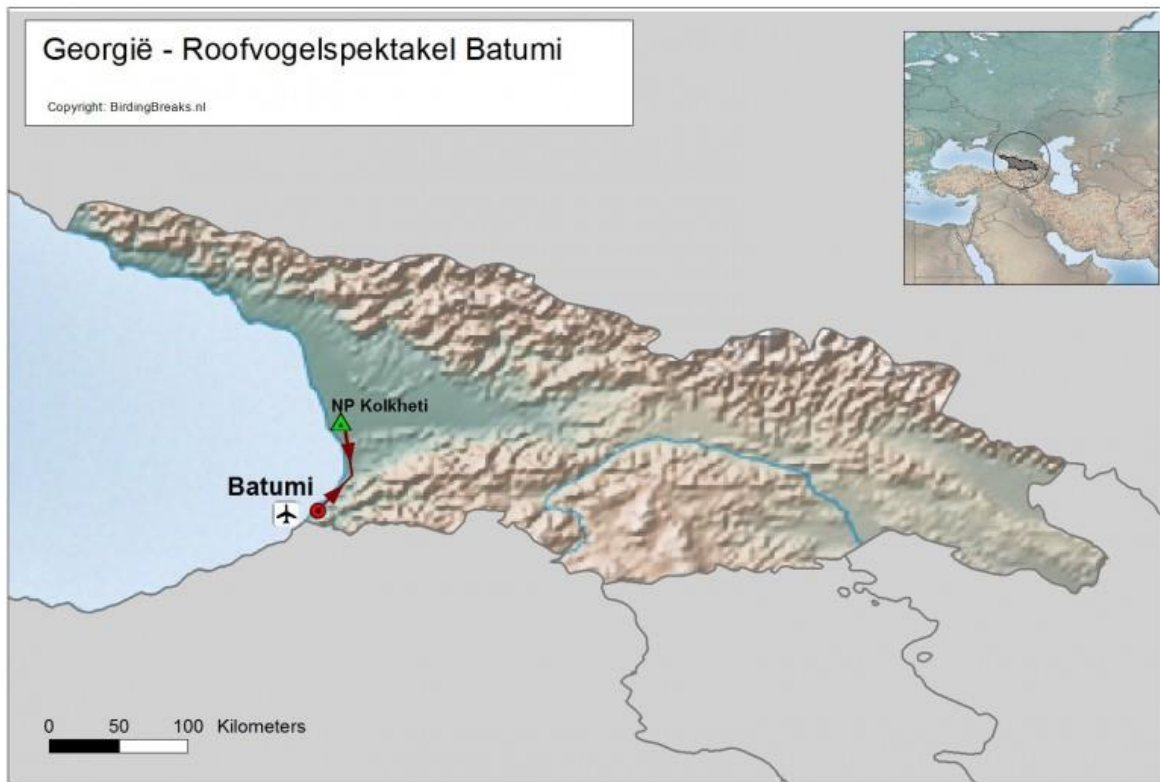 Georgië - Roofvogelspektakel Batumi
Copyright: BirdingBreaks.nl
NP Kolkheti
Batumi
0 50 100 Kilometers